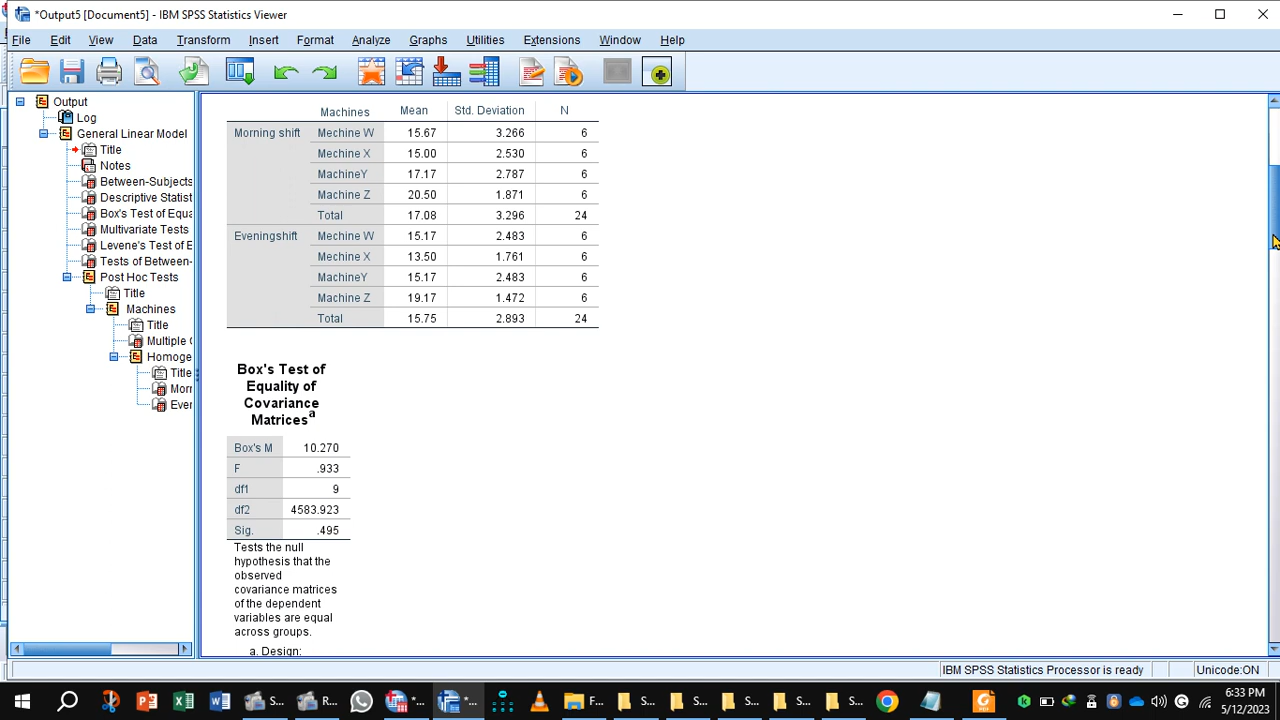 *Output5 [Document5] - IBM SPSS Statistics Viewer
File Edit View Data Transform Insert Format Analyze Graphs Utilities Extensions Window Help
Output
Log
General Linear Model
Title
Notes
Between-Subjects
Descriptive Statist
Box's Test of Equa
Multivariate Tests
Levene's Test of E
Tests of Between-
Post Hoc Tests
Title
Machines
Title
Multiple C
Homoge
Title
Morr
Ever
Machines Mean Std. Deviation N
Morning shift Mechine W 15.67 3.266 6
Mechine X 15.00 2.530 6
MachineY 17.17 2.787 6
Machine Z 20.50 1.871 6
Total 17.08 3.296 24
Eveningshift Mechine W 15.17 2.483 6
Mechine X 13.50 1.761 6
MachineY 15.17 2.483 6
Machine Z 19.17 1.472 6
Total 15.75 2.893 24
Box's Test of
Equality of
Covariance
Matrices a
Box's M 10.270
F .933
df1 9
df2 4583.923
Sig. .495
Tests the null
hypothesis that the
observed
covariance matrices
of the dependent
variables are equal
across groups.
a. Design:
IBM SPSS Statistics Processor is ready Unicode:ON
S... R... *... *... F... S... S... S... S... S...
6:33 PM
5/12/2023